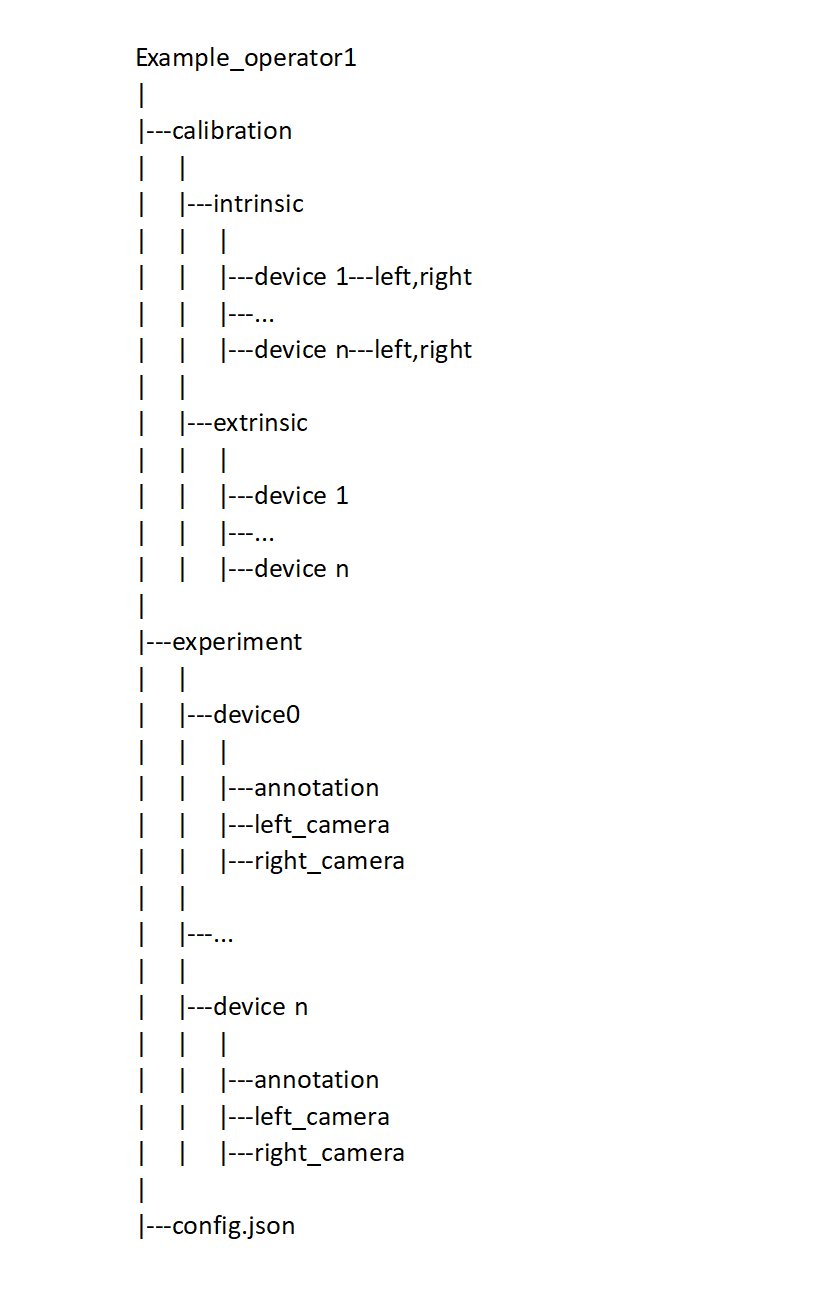 Example_operator1
|
|---calibration
|    |
|    |---intrinsic
|    |    |
|    |    |---device 1---left,right
|    |    |---...
|    |    |---device n---left,right
|    |
|    |---extrinsic
|    |    |
|    |    |---device 1
|    |    |---...
|    |    |---device n
|
|---experiment
|    |
|    |---device0
|    |    |
|    |    |---annotation
|    |    |---left_camera
|    |    |---right_camera
|    |
|    |---...
|    |
|    |---device n
|    |    |
|    |    |---annotation
|    |    |---left_camera
|    |    |---right_camera
|
|---config.json